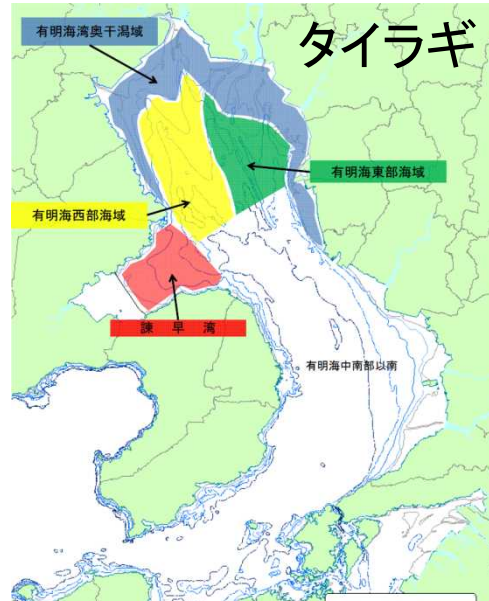 タイラギ
有明海湾奥干潟域
有明海東部海域
有明海西部海域
諫早湾
有明海中南部以南